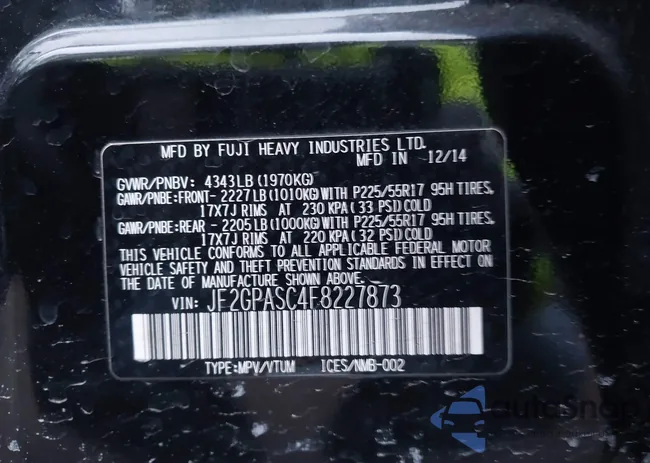 MFD BY FUJI HEAVY INDUSTRIES LTD.
MFD IN 12/14
GVWR/PNBV: 4343LB(1970KG)
GAWR/PNBE:FRONT-2227LB(1010KG)WITH P225/55R17 95H TIRES,
17X7J RIMS AT 230 KPA(33 PSI)COLD
GAWR/PNBE:REAR -2205LB(1000KG)WITH P225/55R17 95H TIRES,
17X7J RIMS AT 220 KPA(32 PSI)COLD
THIS VEHICLE CONFORMS TO ALL APPLICABLE FEDERAL MOTOR
VEHICLE SAFETY AND THEFT PREVENTION STANDARDS IN EFFECT ON
THE DATE OF MANUFACTURE SHOWN ABOVE.
VIN: JF2GPASC4F8227873
TYPE:MPV/VTUM ICES/NMB-002
autoSnap